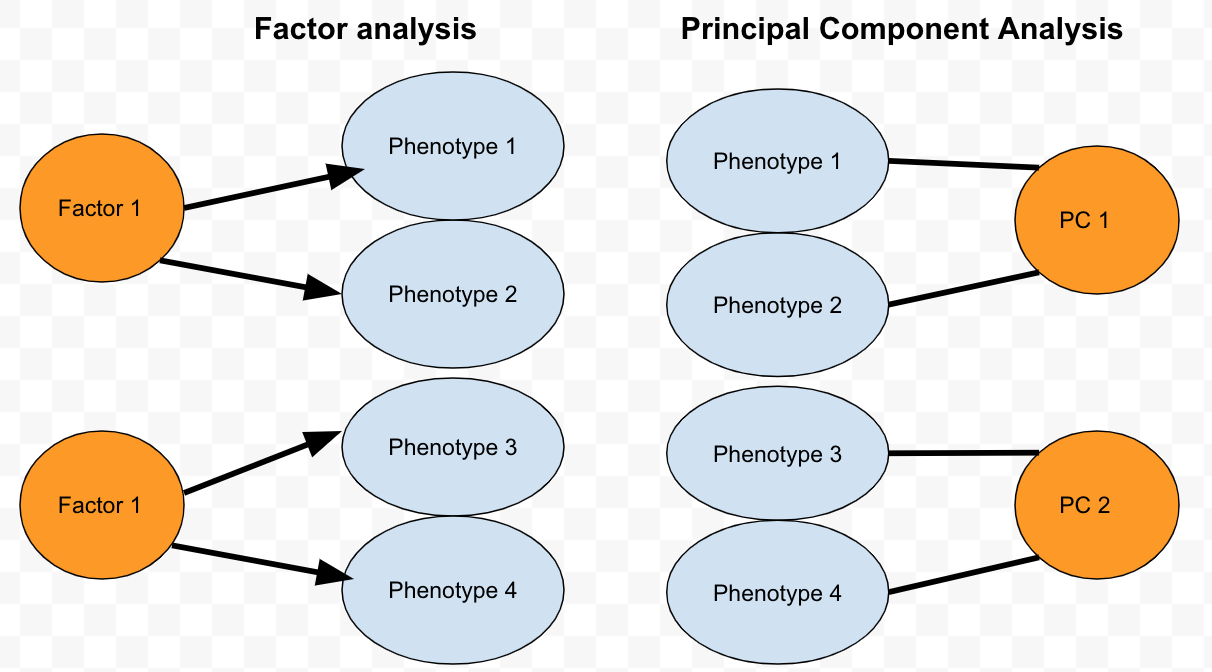 Factor analysis
Factor 1
Phenotype 1
Phenotype 2
Factor 1
Phenotype 3
Phenotype 4
Principal Component Analysis
Phenotype 1
Phenotype 2
PC 1
Phenotype 3
Phenotype 4
PC 2